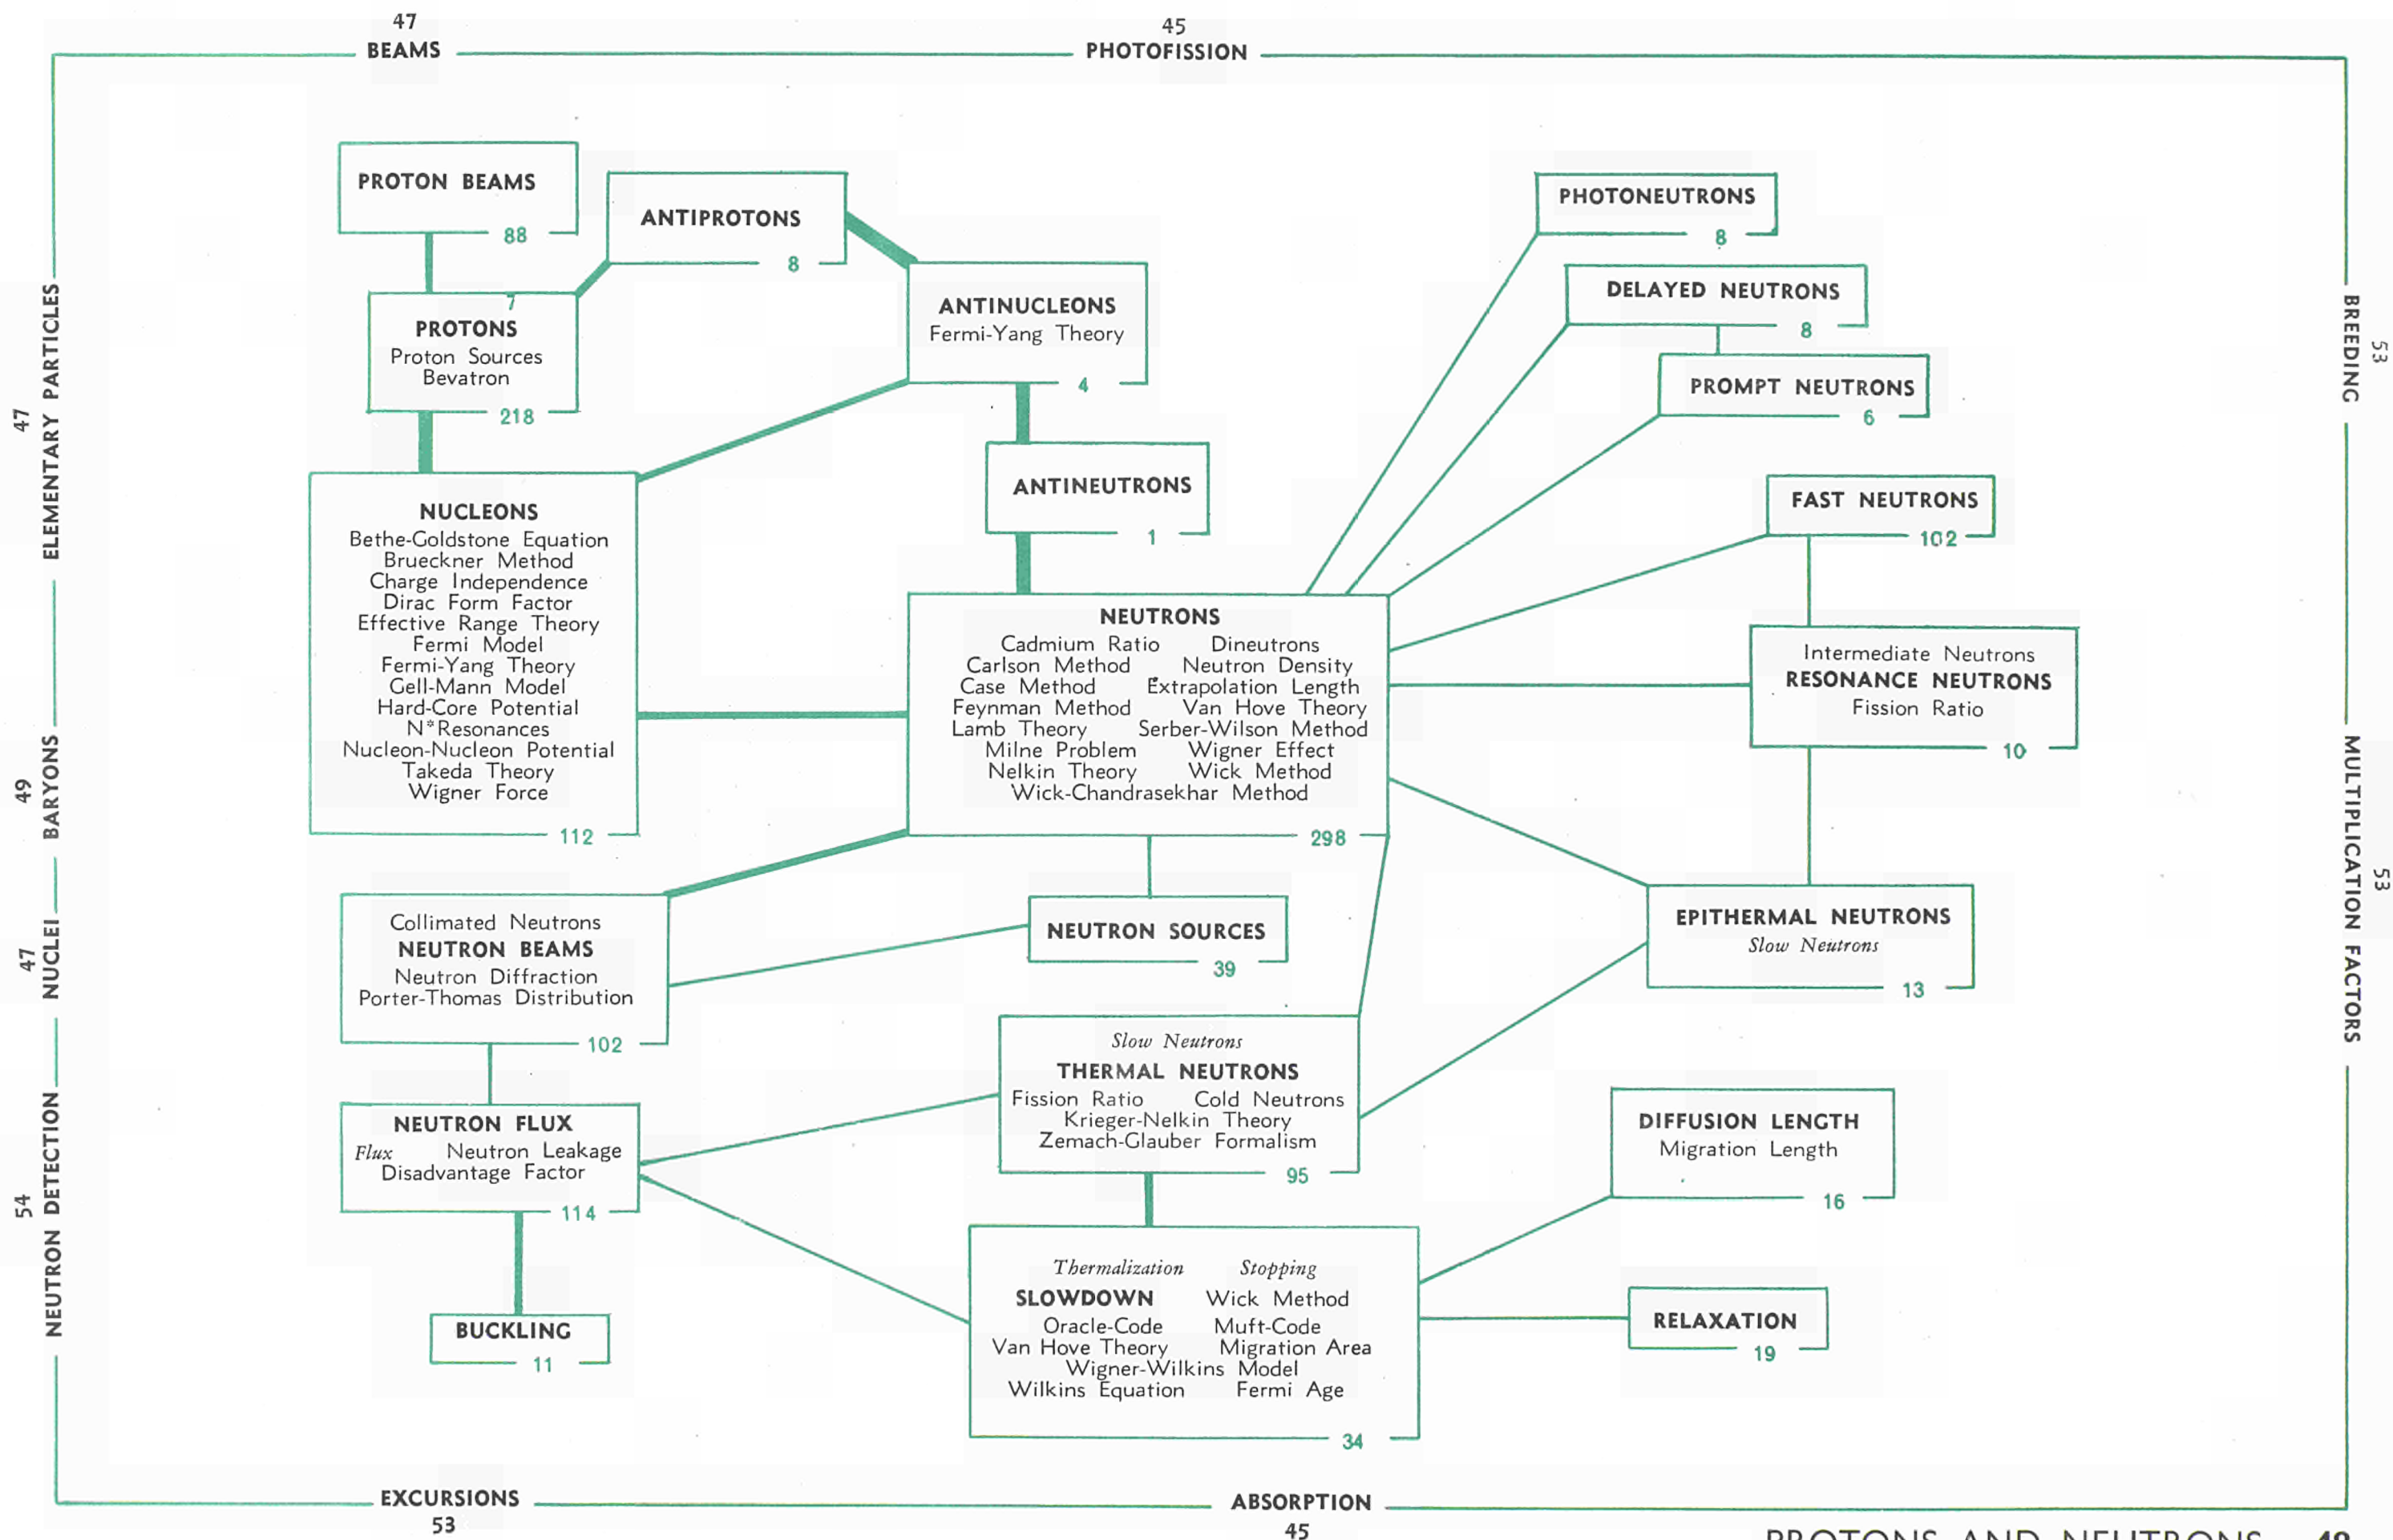 47
BEAMS
45
PHOTOFISSION
47
ELEMENTARY PARTICLES
49
BARYONS
47
NUCLEI
54
NEUTRON DETECTION
PROTON BEAMS
88
ANTIPROTONS
8
7
PROTONS
Proton Sources
Bevatron
218
ANTINUCLEONS
Fermi-Yang Theory
4
ANTINEUTRONS
1
NUCLEONS
Bethe-Goldstone Equation
Brueckner Method
Charge Independence
Dirac Form Factor
Effective Range Theory
Fermi Model
Fermi-Yang Theory
Gell-Mann Model
Hard-Core Potential
N*Resonances
Nucleon-Nucleon Potential
Takeda Theory
Wigner Force
112
NEUTRONS
Cadmium Ratio Dineutrons
Carlson Method Neutron Density
Case Method Extrapolation Length
Feynman Method Van Hove Theory
Lamb Theory Serber-Wilson Method
Milne Problem Wigner Effect
Nelkin Theory Wick Method
Wick-Chandrasekhar Method
298
PHOTONEUTRONS
8
DELAYED NEUTRONS
8
PROMPT NEUTRONS
6
FAST NEUTRONS
102
Intermediate Neutrons
RESONANCE NEUTRONS
Fission Ratio
10
EPITHERMAL NEUTRONS
Slow Neutrons
13
Collimated Neutrons
NEUTRON BEAMS
Neutron Diffraction
Porter-Thomas Distribution
102
NEUTRON SOURCES
39
Slow Neutrons
THERMAL NEUTRONS
Fission Ratio Cold Neutrons
Krieger-Nelkin Theory
Zemach-Glauber Formalism
95
NEUTRON FLUX
Flux Neutron Leakage
Disadvantage Factor
114
BUCKLING
11
Thermalization Stopping
SLOWDOWN Wick Method
Oracle-Code Muft-Code
Van Hove Theory Migration Area
Wigner-Wilkins Model
Wilkins Equation Fermi Age
34
DIFFUSION LENGTH
Migration Length
16
RELAXATION
19
BREEDING
53
MULTIPLICATION FACTORS
53
EXCURSIONS
53
ABSORPTION
45
PROTONS AND NEUTRONS 48